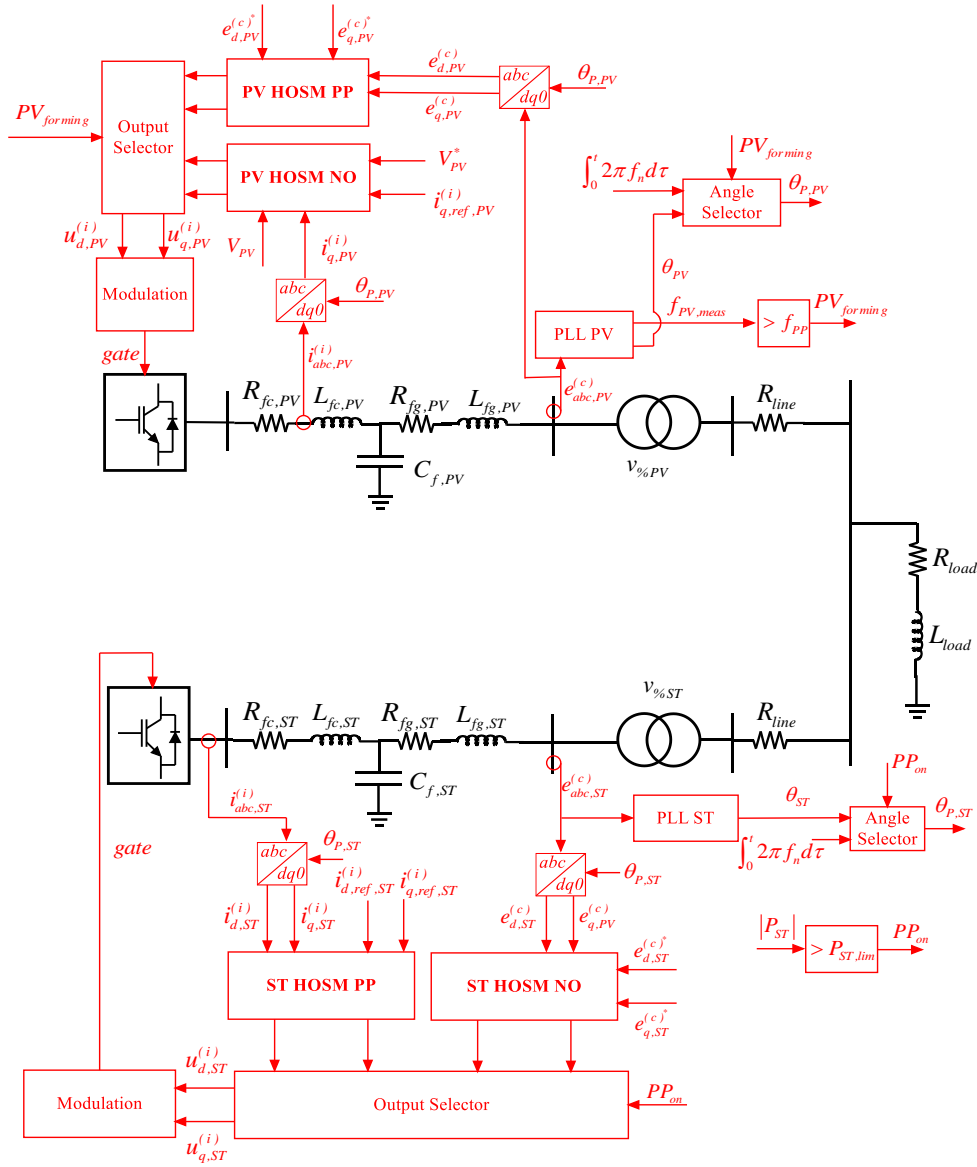 e_{d,PV}^{(c)*}
e_{q,PV}^{(c)*}
PV HOSM PP
e_{d,PV}^{(c)}
e_{q,PV}^{(c)}
abc
dq0
θ_{P,PV}
PV_{forming}
Output
Selector
PV HOSM NO
V_{PV}^{*}
i_{q,ref,PV}^{(i)}
PV_{forming}
∫_0^t 2πf_n dτ
Angle
Selector
θ_{P,PV}
u_{d,PV}^{(i)}
u_{q,PV}^{(i)}
V_{PV}
i_{q,PV}^{(i)}
θ_{PV}
Modulation
abc
dq0
θ_{P,PV}
PLL PV
f_{PV,meas}
> f_{PP}
PV_{forming}
gate
i_{abc,PV}^{(i)}
e_{abc,PV}^{(c)}
R_{fc,PV}
L_{fc,PV}
R_{fg,PV}
L_{fg,PV}
R_{line}
C_{f,PV}
v_{%PV}
R_{load}
L_{load}
R_{fc,ST}
L_{fc,ST}
R_{fg,ST}
L_{fg,ST}
v_{%ST}
R_{line}
C_{f,ST}
i_{abc,ST}^{(i)}
e_{abc,ST}^{(c)}
PP_{on}
gate
PLL ST
θ_{ST}
Angle
Selector
θ_{P,ST}
∫_0^t 2πf_n dτ
abc
dq0
θ_{P,ST}
i_{d,ref,ST}^{(i)}
i_{q,ref,ST}^{(i)}
abc
dq0
θ_{P,ST}
i_{d,ST}^{(i)}
i_{q,ST}^{(i)}
e_{d,ST}^{(c)}
e_{q,PV}^{(c)}
|P_{ST}|
> P_{ST,lim}
PP_{on}
ST HOSM PP
ST HOSM NO
e_{d,ST}^{(c)*}
e_{q,ST}^{(c)*}
Modulation
u_{d,ST}^{(i)}
u_{q,ST}^{(i)}
Output Selector
PP_{on}